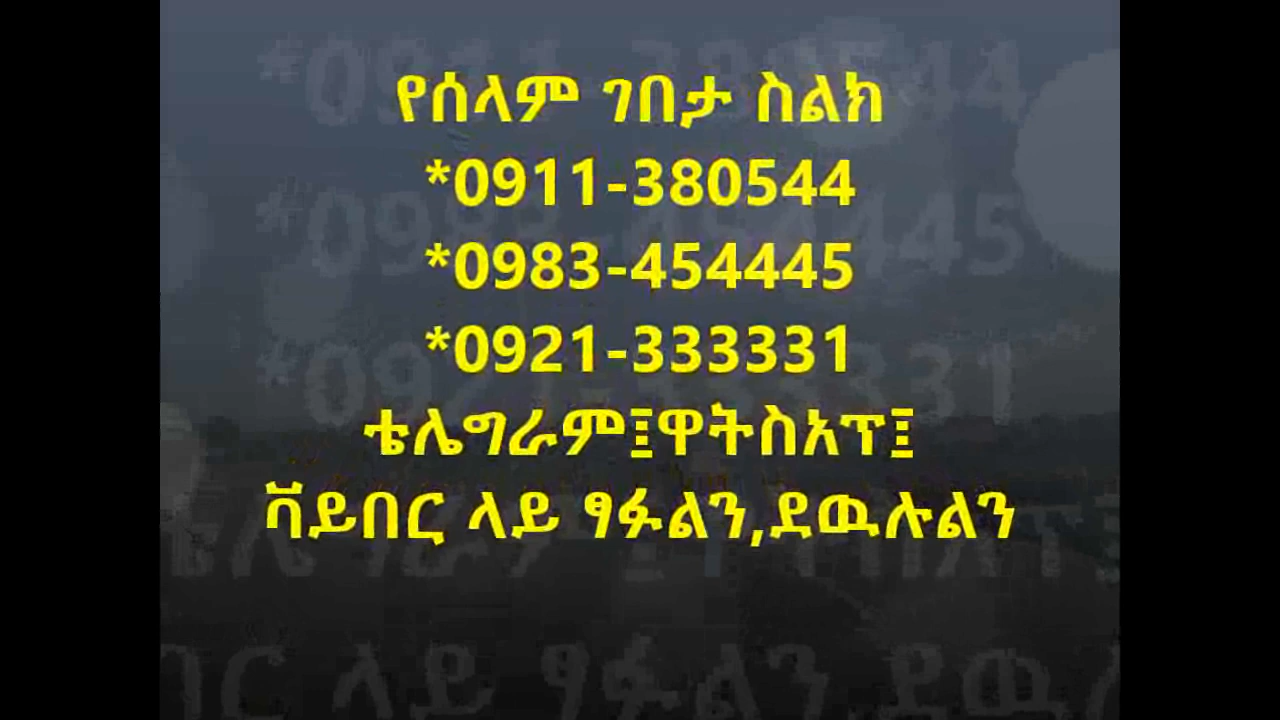 የሰላም ገበታ ስልክ
*0911-380544
*0983-454445
*0921-333331
ቴሌግራም፤ዋትስአፕ፤
ቫይበር ላይ ፃፉልን,ደዉሉልን